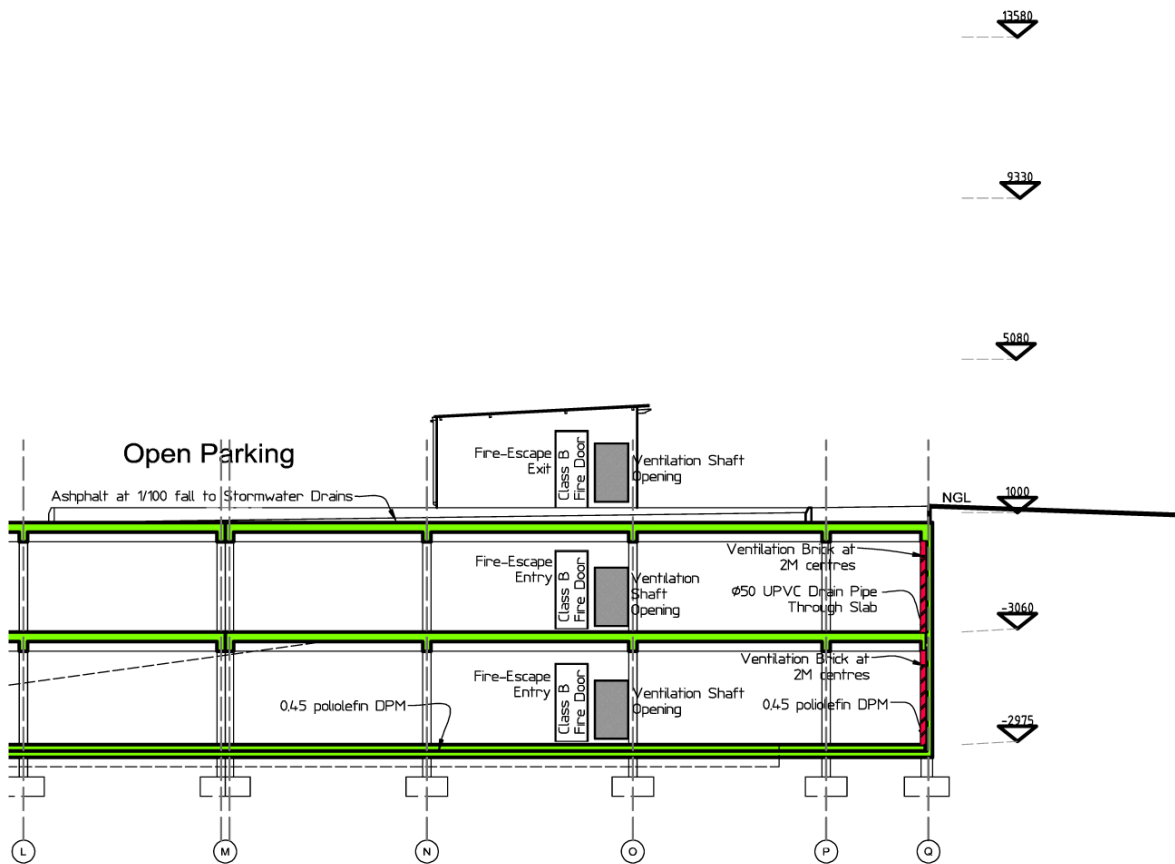 13580
9330
5080
Open Parking
Fire-Escape
Exit
Class B
Fire Door
Ventilation Shaft
Opening
Ashphalt at 1/100 fall to Stormwater Drains
NGL
1000
Fire-Escape
Entry
Class B
Fire Door
Ventilation
Shaft
Opening
Ventilation Brick at
2M centres
Ø50 UPVC Drain Pipe
Through Slab
-3060
Fire-Escape
Entry
Class B
Fire Door
Ventilation Shaft
Opening
Ventilation Brick at
2M centres
0.45 poliolefin DPM
0.45 poliolefin DPM
-2975
L
M
N
O
P
Q